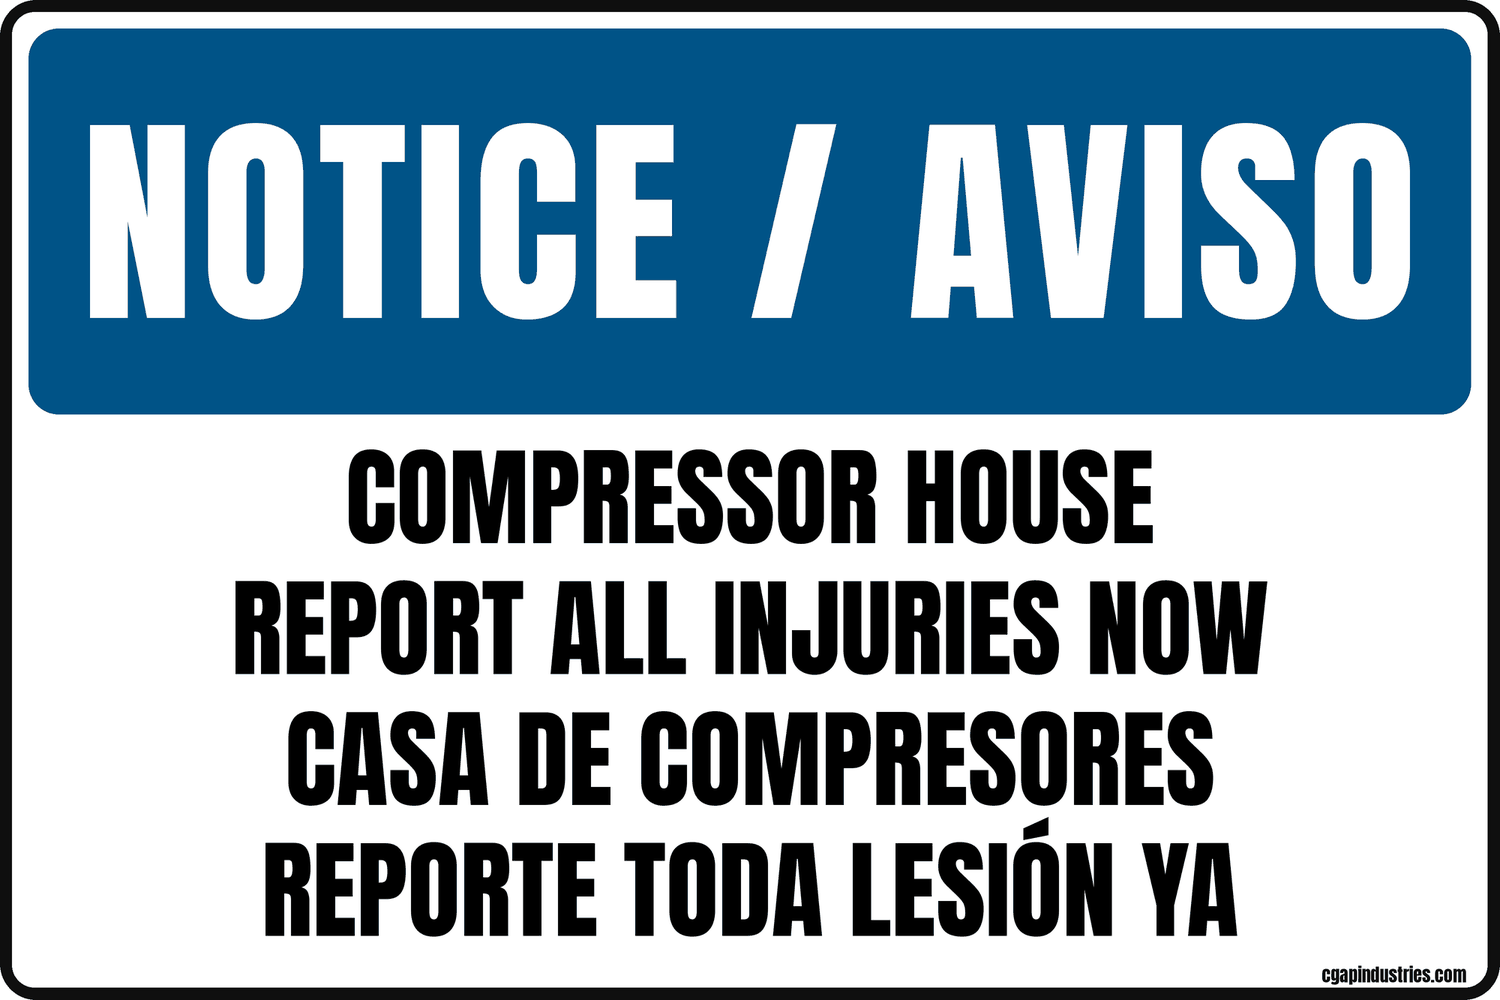 NOTICE / AVISO
COMPRESSOR HOUSE
REPORT ALL INJURIES NOW
CASA DE COMPRESORES
REPORTE TODA LESIÓN YA
cgapindustries.com